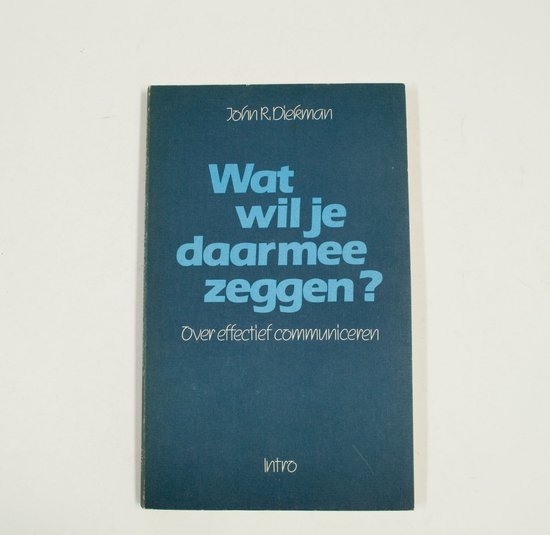 John R. Diekman
Wat
wil je
daarmee
zeggen?
Over effectief communiceren
Intro